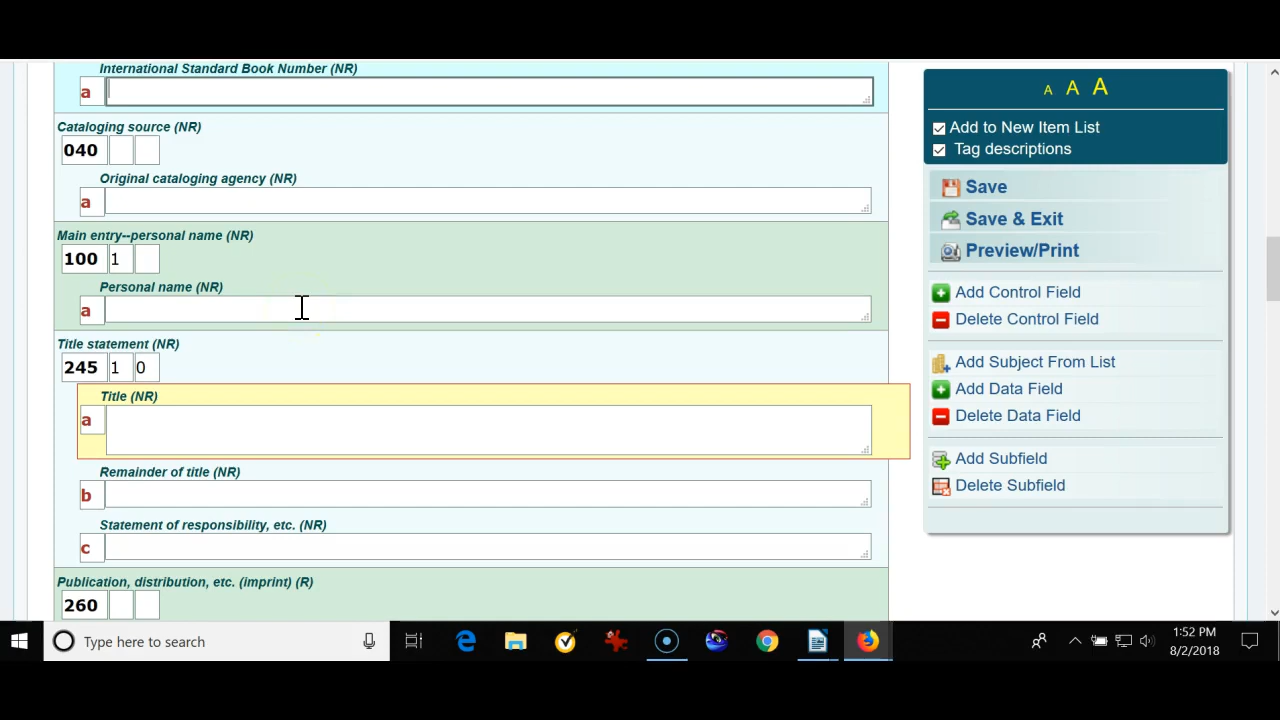 International Standard Book Number (NR)
a
Cataloging source (NR)
040
Original cataloging agency (NR)
a
Main entry--personal name (NR)
100 1
Personal name (NR)
a
Title statement (NR)
245 1 0
Title (NR)
a
Remainder of title (NR)
b
Statement of responsibility, etc. (NR)
c
Publication, distribution, etc. (imprint) (R)
260
A A A
Add to New Item List
Tag descriptions
Save
Save & Exit
Preview/Print
Add Control Field
Delete Control Field
Add Subject From List
Add Data Field
Delete Data Field
Add Subfield
Delete Subfield
Type here to search
1:52 PM
8/2/2018